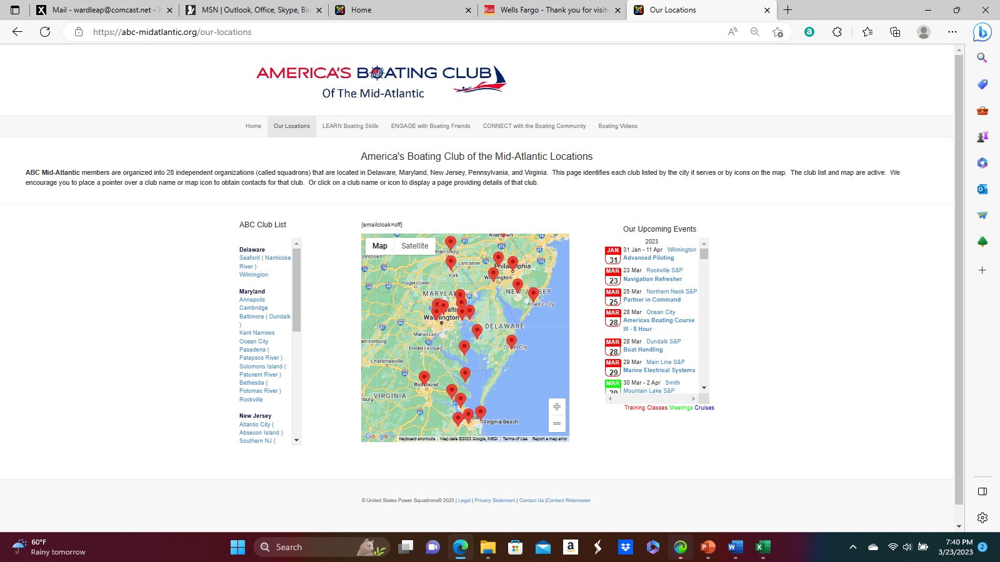 Mail - wardleap@comcast.net - X
MSN | Outlook, Office, Skype, Bin
Home
Wells Fargo - Thank you for visiti
Our Locations
https://abc-midatlantic.org/our-locations
AMERICA'S BOATING CLUB
Of The Mid-Atlantic
Home
Our Locations
LEARN Boating Skills
ENGAGE with Boating Friends
CONNECT with the Boating Community
Boating Videos
America's Boating Club of the Mid-Atlantic Locations
ABC Mid-Atlantic members are organized into 28 independent organizations (called squadrons) that are located in Delaware, Maryland, New Jersey, Pennsylvania, and Virginia. This page identifies each club listed by the city it serves or by icons on the map. The club list and map are active. We
encourage you to place a pointer over a club name or map icon to obtain contacts for that club. Or click on a club name or icon to display a page providing details of that club.
ABC Club List
Delaware
Seaford ( Nanticoke
River )
Wilmington
Maryland
Annapolis
Cambridge
Baltimore ( Dundalk
)
Kent Narrows
Ocean City
Pasadena (
Patapsco River )
Solomons Island (
Patuxent River )
Bethesda (
Potomac River )
Rockville
New Jersey
Atlantic City (
Absecon Island )
Southern NJ (
{emailcloak=off}
Map
Satellite
Allentown
Harrisburg
Lancaster
York
Philadelphia
Wilmington
Hagerstown
MARYLAND
NEW JERSEY
Atlantic City
Washington
DELAWARE
Manassas
Fredericksburg
Ocean City
Charlottesville
Richmond
VIRGINIA
Virginia Beach
Google
Keyboard shortcuts
Map data ©2023 Google, INEGI
Terms of Use
Report a map error
Our Upcoming Events
2023
JAN 31
31 Jan - 11 Apr Wilmington
Advanced Piloting
MAR 23
23 Mar Rockville S&P
Navigation Refresher
MAR 25
25 Mar Northern Neck S&P
Partner in Command
MAR 28
28 Mar Ocean City
Americas Boating Course
III - 8 Hour
MAR 28
28 Mar Dundalk S&P
Boat Handling
MAR 29
29 Mar Main Line S&P
Marine Electrical Systems
MAR 30
30 Mar - 2 Apr Smith
Mountain Lake S&P
Training Classes Meetings Cruises
© United States Power Squadrons® 2023 | Legal | Privacy Statement | Contact Us |Contact Webmaster
60°F
Rainy tomorrow
Search
7:40 PM
3/23/2023
2